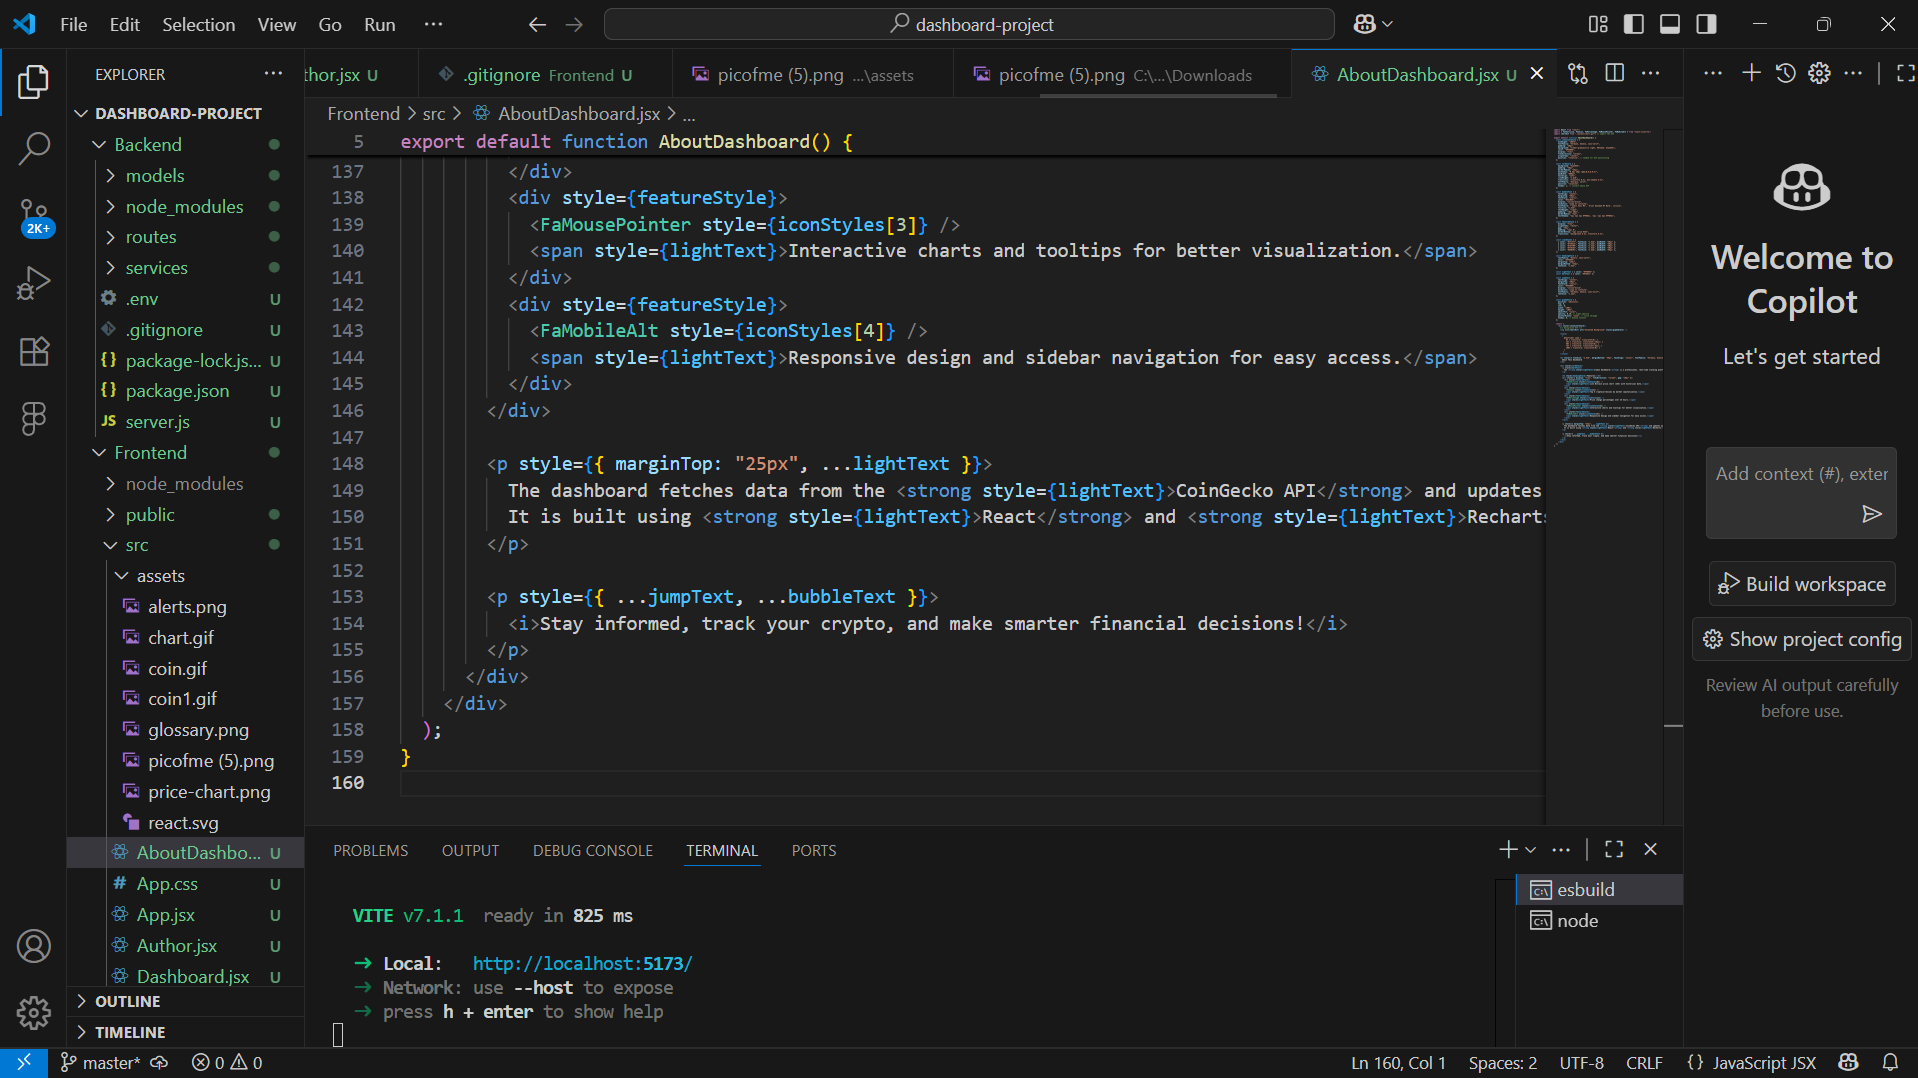 File Edit Selection View Go Run ···
dashboard-project
EXPLORER ···
DASHBOARD-PROJECT
Backend
models
node_modules
routes
services
.env U
.gitignore U
package-lock.js... U
package.json U
server.js U
Frontend
node_modules
public
src
assets
alerts.png
chart.gif
coin.gif
coin1.gif
glossary.png
picofme (5).png
price-chart.png
react.svg
AboutDashbo... U
App.css U
App.jsx U
Author.jsx U
Dashboard.jsx U
OUTLINE
TIMELINE
2K+
thor.jsx U
.gitignore Frontend U
picofme (5).png ...\assets
picofme (5).png C:\...\Downloads
AboutDashboard.jsx U
Frontend > src > AboutDashboard.jsx > ...
5 export default function AboutDashboard() {
137 </div>
138 <div style={featureStyle}>
139 <FaMousePointer style={iconStyles[3]} />
140 <span style={lightText}>Interactive charts and tooltips for better visualization.</span>
141 </div>
142 <div style={featureStyle}>
143 <FaMobileAlt style={iconStyles[4]} />
144 <span style={lightText}>Responsive design and sidebar navigation for easy access.</span>
145 </div>
146 </div>
147
148 <p style={{ marginTop: "25px", ...lightText }}>
149 The dashboard fetches data from the <strong style={lightText}>CoinGecko API</strong> and updates
150 It is built using <strong style={lightText}>React</strong> and <strong style={lightText}>Recharts
151 </p>
152
153 <p style={{ ...jumpText, ...bubbleText }}>
154 <i>Stay informed, track your crypto, and make smarter financial decisions!</i>
155 </p>
156 </div>
157 </div>
158 );
159 }
160
PROBLEMS OUTPUT DEBUG CONSOLE TERMINAL PORTS
VITE v7.1.1 ready in 825 ms
➜ Local: http://localhost:5173/
➜ Network: use --host to expose
➜ press h + enter to show help
esbuild
node
Welcome to
Copilot
Let's get started
Add context (#), exter
Build workspace
Show project config
Review AI output carefully
before use.
master* 0 0 Ln 160, Col 1 Spaces: 2 UTF-8 CRLF {} JavaScript JSX